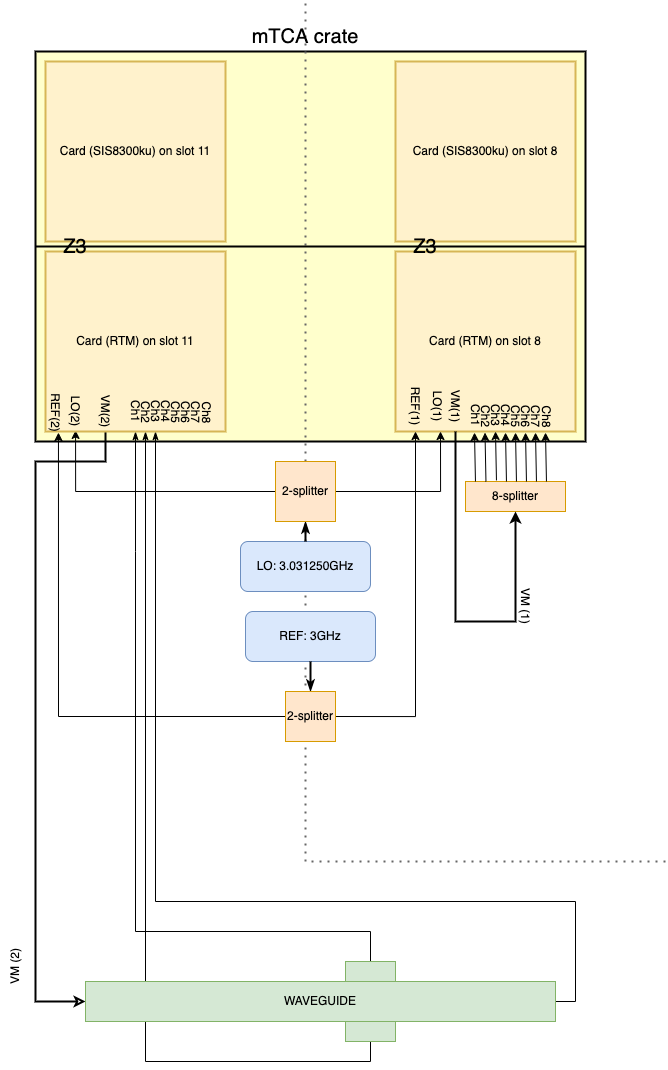 mTCA crate
Card (SIS8300ku) on slot 11
Card (SIS8300ku) on slot 8
Z3
Z3
Card (RTM) on slot 11
Card (RTM) on slot 8
REF(2)
LO(2)
VM(2)
Ch1
Ch2
Ch3
Ch4
Ch5
Ch6
Ch7
Ch8
REF(1)
LO(1)
VM(1)
Ch1
Ch2
Ch3
Ch4
Ch5
Ch6
Ch7
Ch8
2-splitter
8-splitter
LO: 3.031250GHz
VM (1)
REF: 3GHz
2-splitter
VM (2)
WAVEGUIDE